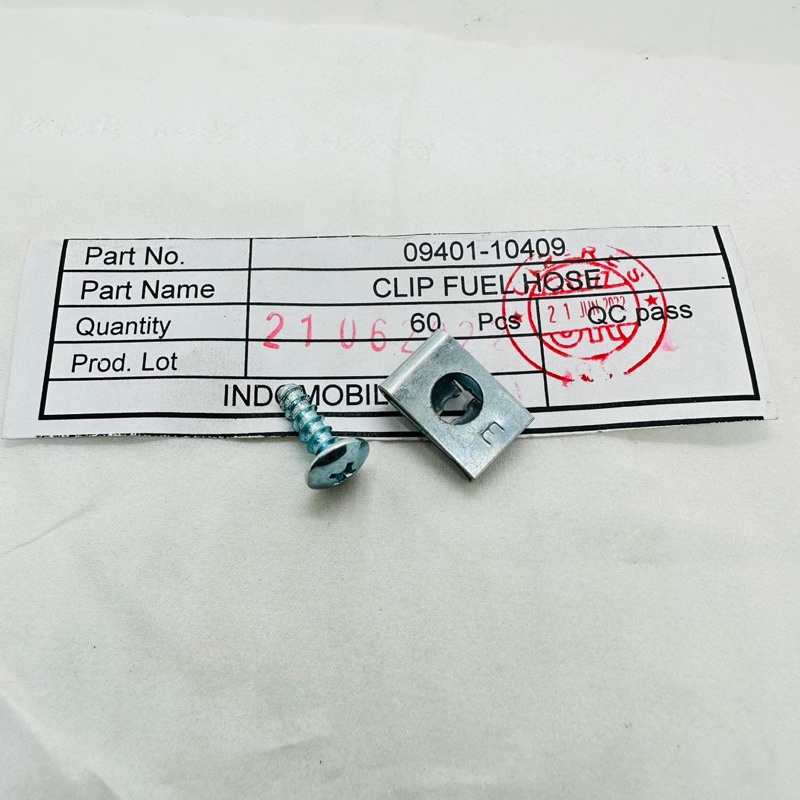 Part No. 09401-10409
Part Name CLIP FUEL HOSE
Quantity 60 Pcs QC pass
21 JUN 2022
Prod. Lot
INDOMOBIL
E